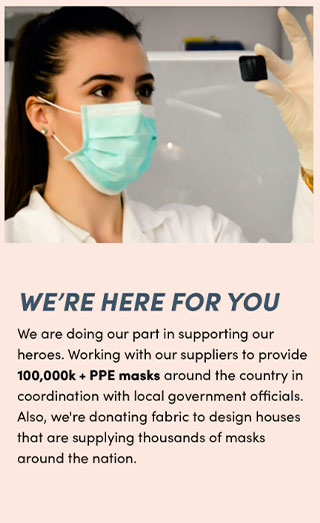 WE'RE HERE FOR YOU
We are doing our part in supporting our
heroes. Working with our suppliers to provide
100,000k + PPE masks around the country in
coordination with local government officials.
Also, we're donating fabric to design houses
that are supplying thousands of masks
around the nation.